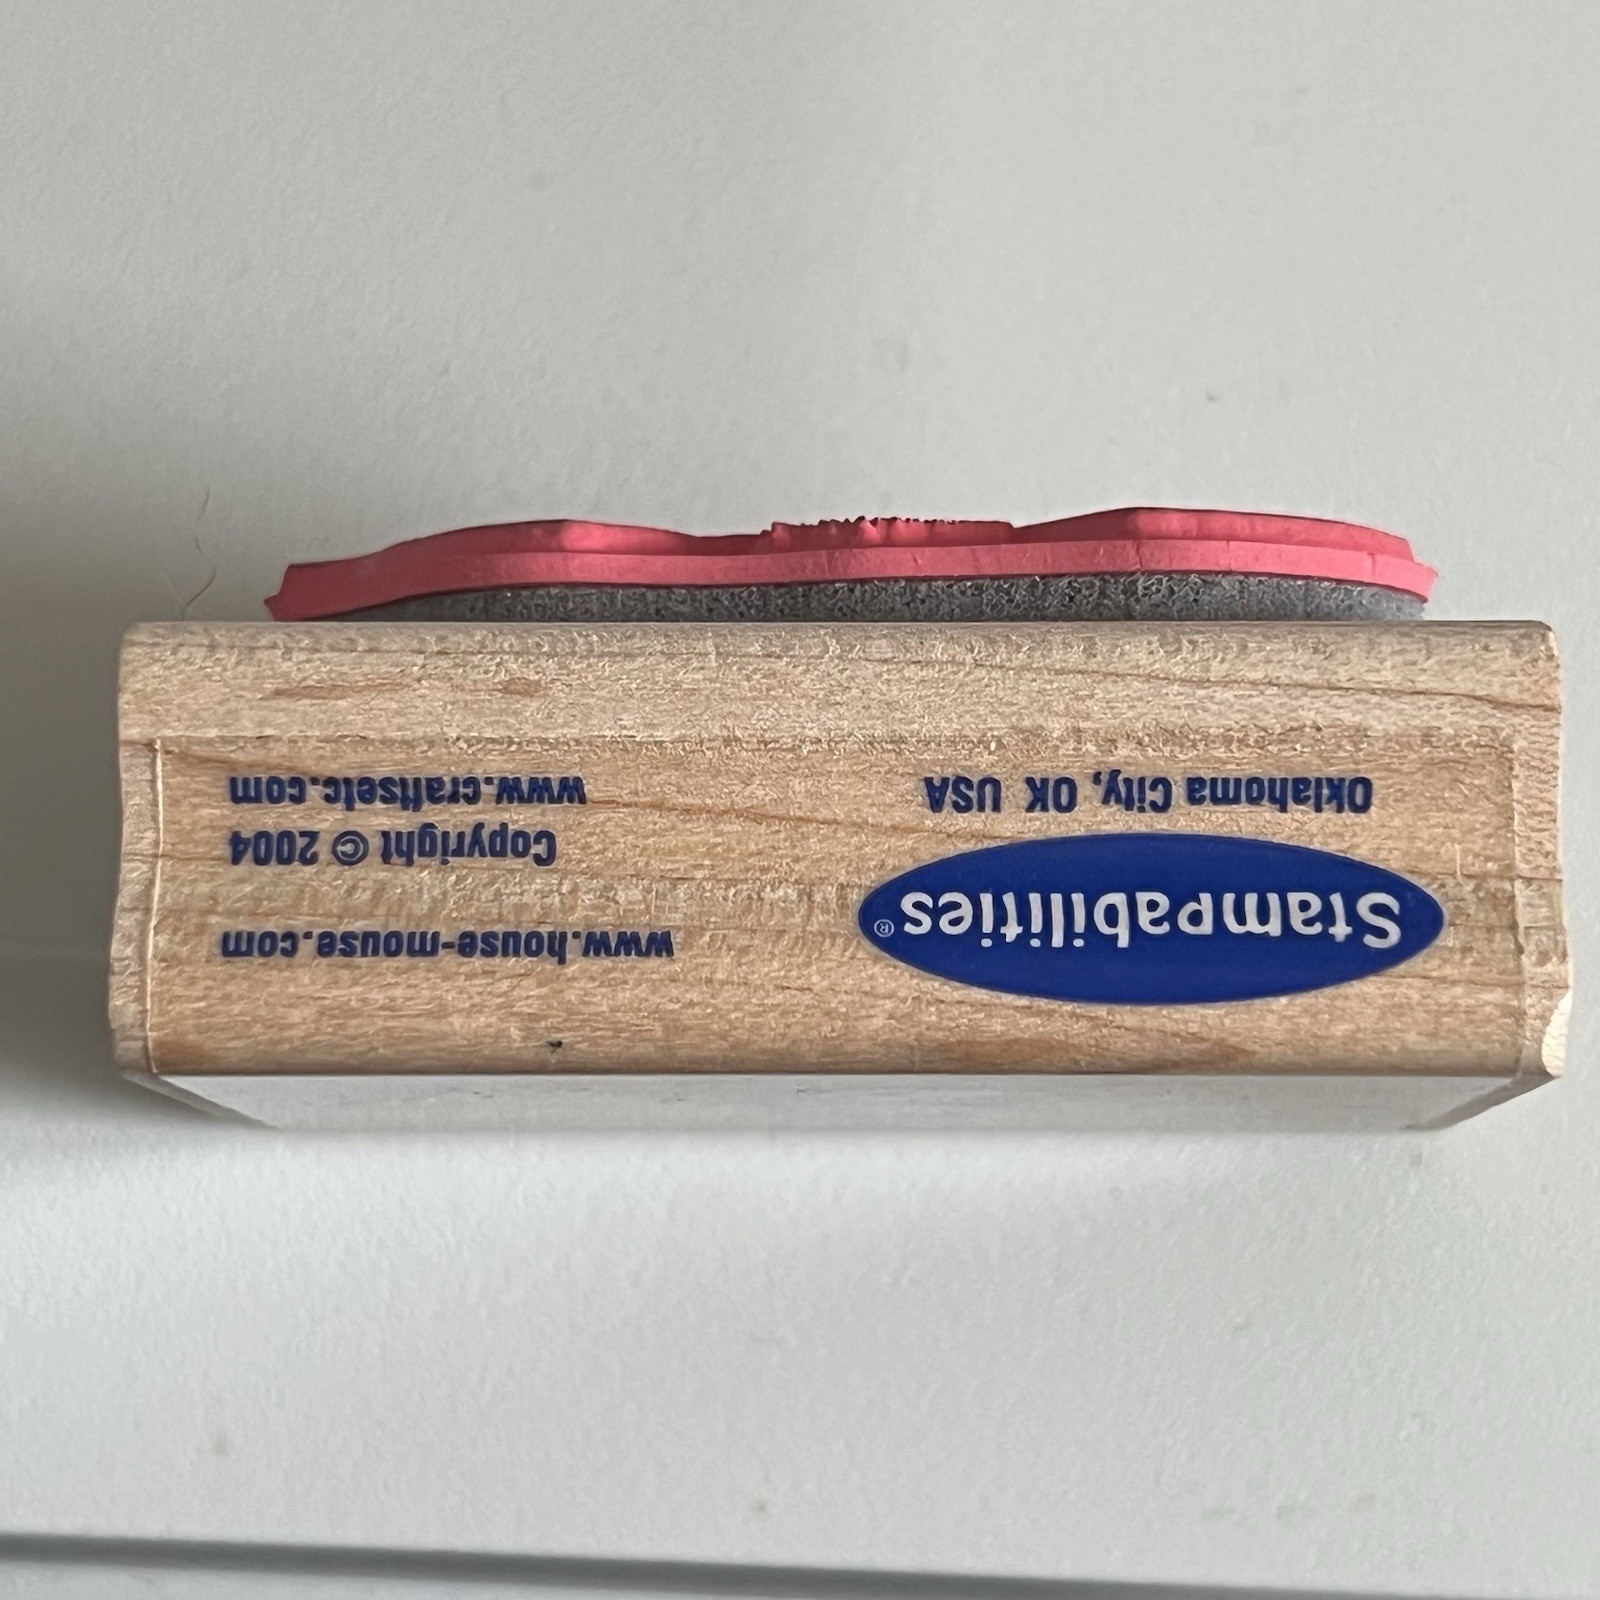 Stampabilities®
Oklahoma City, OK USA
www.house-mouse.com
Copyright © 2004
www.craftsetc.com